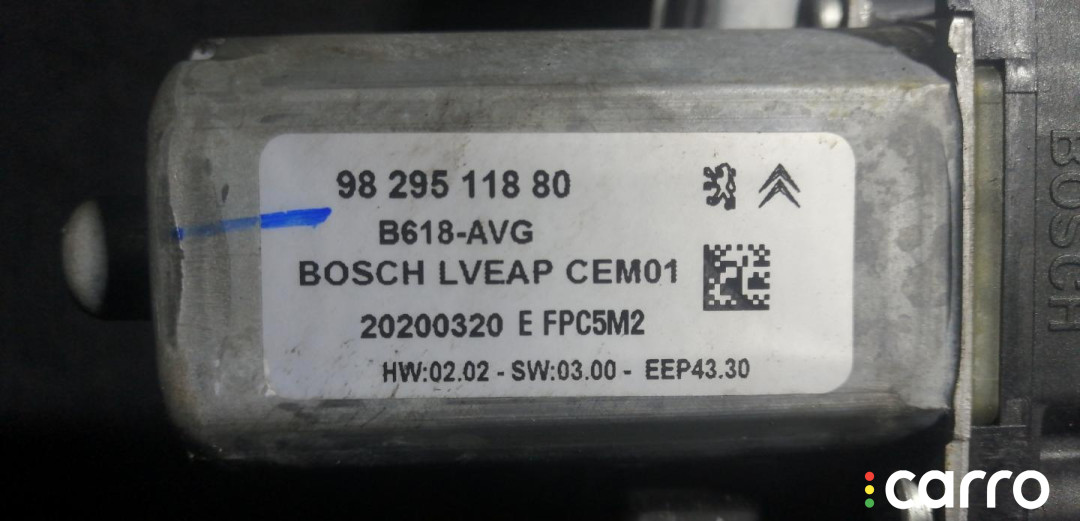 98 295 118 80
B618-AVG
BOSCH LVEAP CEM01
20200320 E FPC5M2
HW:02.02 - SW:03.00 - EEP43.30
BOSCH
carro